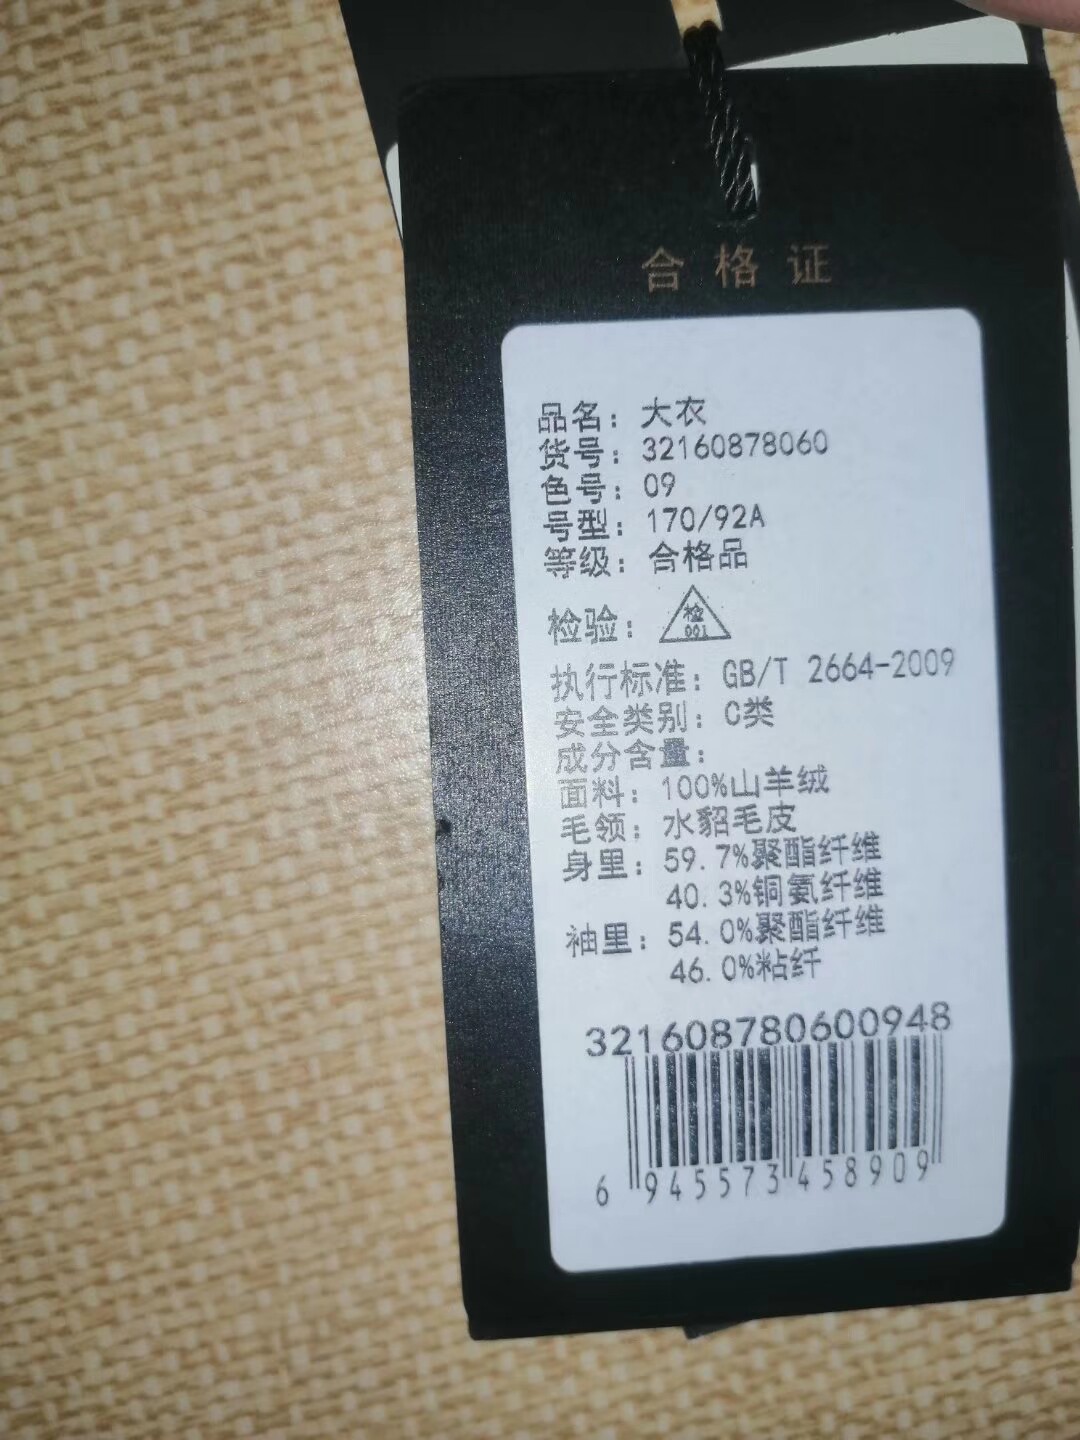 合格证
品名：大衣
货号：32160878060
色号：09
号型：170/92A
等级：合格品
检验：检 001
执行标准：GB/T 2664-2009
安全类别：C类
成分含量：
面料：100%山羊绒
毛领：水貂毛皮
身里：59.7%聚酯纤维
40.3%铜氨纤维
袖里：54.0%聚酯纤维
46.0%粘纤
321608780600948
6 945573 458909